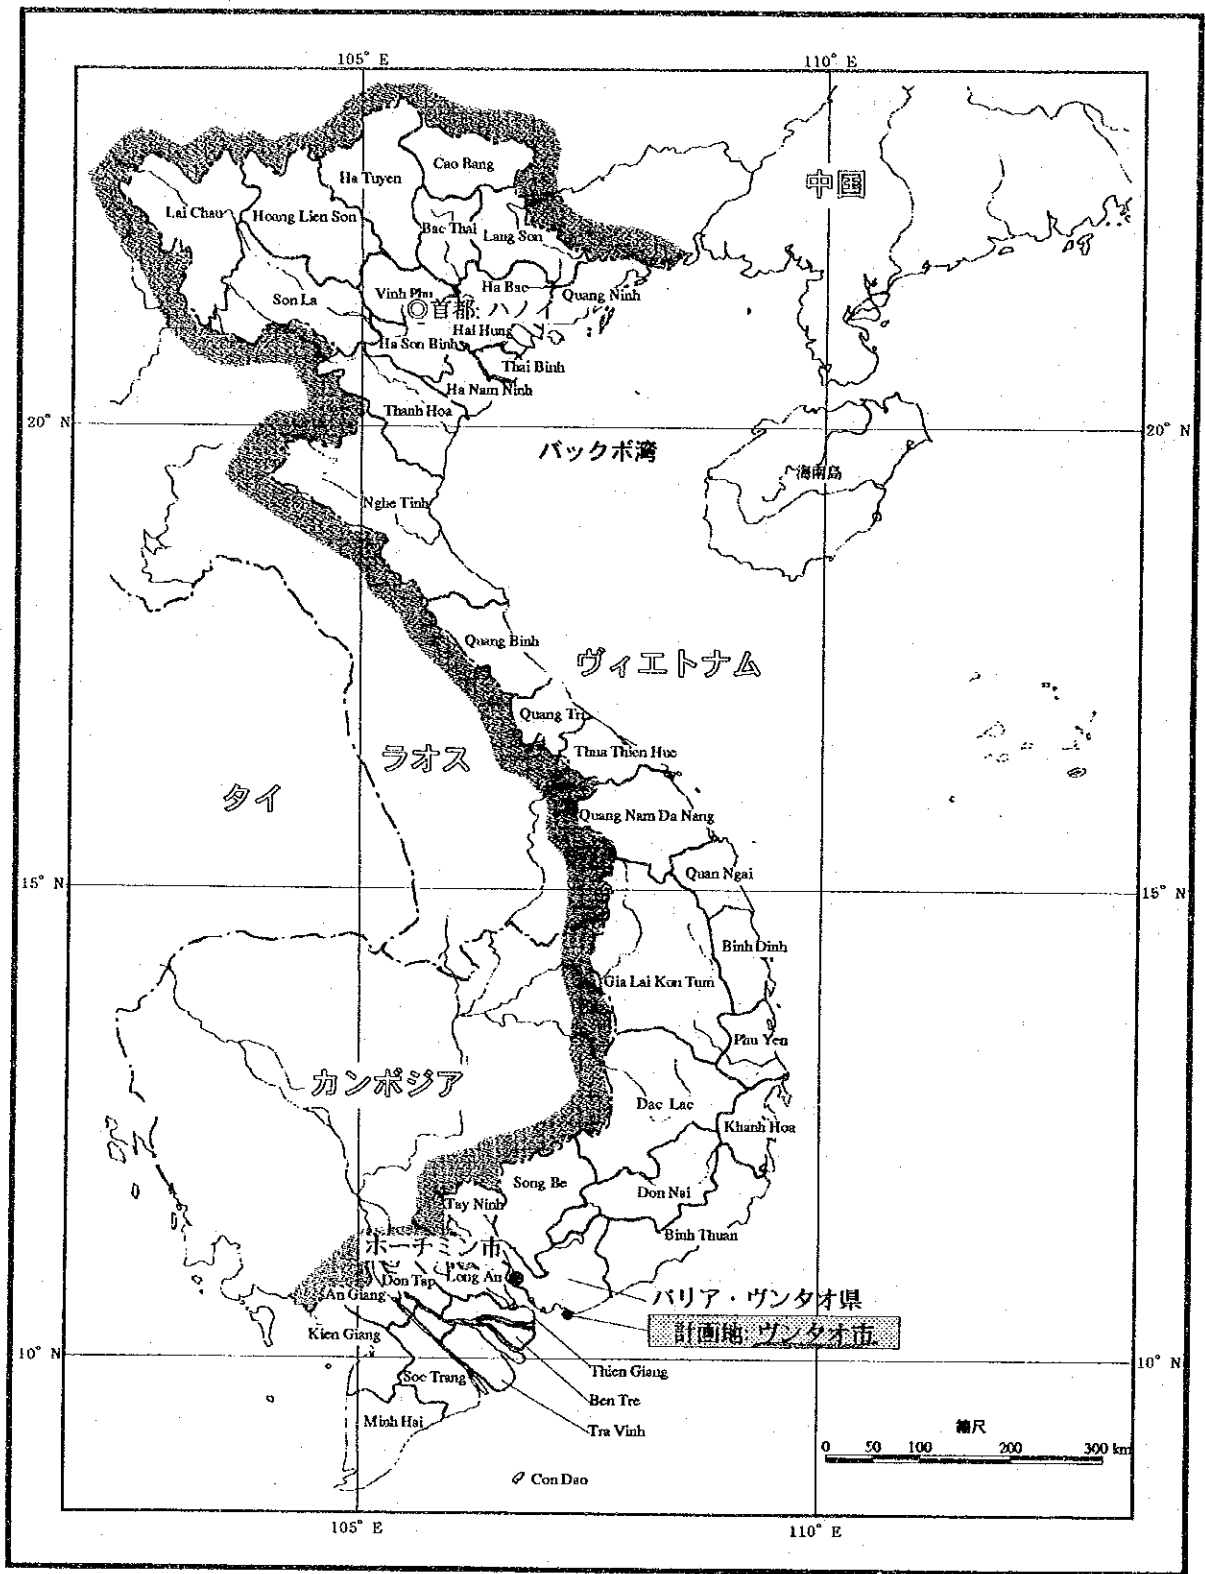 105° E
110° E
Cao Bang
Ha Tuyen
中国
Lai Chau
Hoang Lien Son
Bac Thai
Lang Son
Son La
Vinh Phu
Ha Bac
Quang Ninh
◎首都: ハノイ
Hai Hung
Ha Son Binh
Thai Binh
Ha Nam Ninh
Thanh Hoa
20° N
20° N
バックボ湾
海南島
Nghe Tinh
Quang Binh
ヴィエトナム
Quang Tri
Thua Thien Hue
ラオス
タイ
Quang Nam Da Nang
Quan Ngai
15° N
15° N
Binh Dinh
Gia Lai Kon Tum
Phu Yen
カンボジア
Dac Lac
Khanh Hoa
Song Be
Don Nai
Tay Ninh
Binh Thuan
ホーチミン市
Don Tap
Long An
An Giang
バリア・ヴンタオ県
Kien Giang
計画地: ヴンタオ市
10° N
10° N
Thien Giang
Soc Trang
Ben Tre
Minh Hai
Tra Vinh
縮尺
0 50 100 200 300 km
Con Dao
105° E
110° E